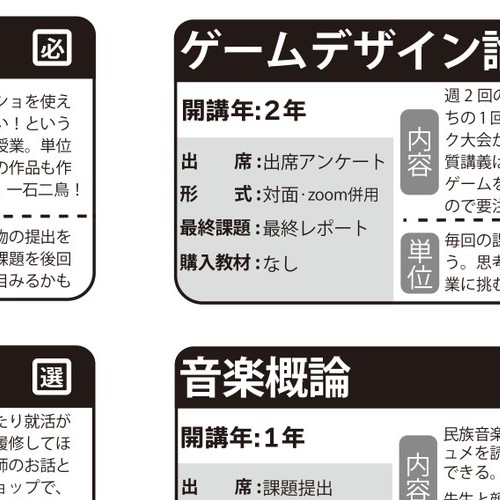 必
ショを使え
い！という
授業。単位
の作品も作
一石二鳥！
物の提出を
課題を後回
目みるかも
ゲームデザイン
開講年:2年
出　席:出席アンケート
形　式:対面・zoom併用
最終課題:最終レポート
購入教材:なし
内容
週2回の
ちの1回
ク大会が
質講義は
ゲームを
ので要注
単位
毎回の課
う。思考
業に挑む
選
たり就活が
履修してほ
師のお話と
ョップで、
音楽概論
開講年:1年
出　席:課題提出
内容
民族音楽
ュメを読
できる。